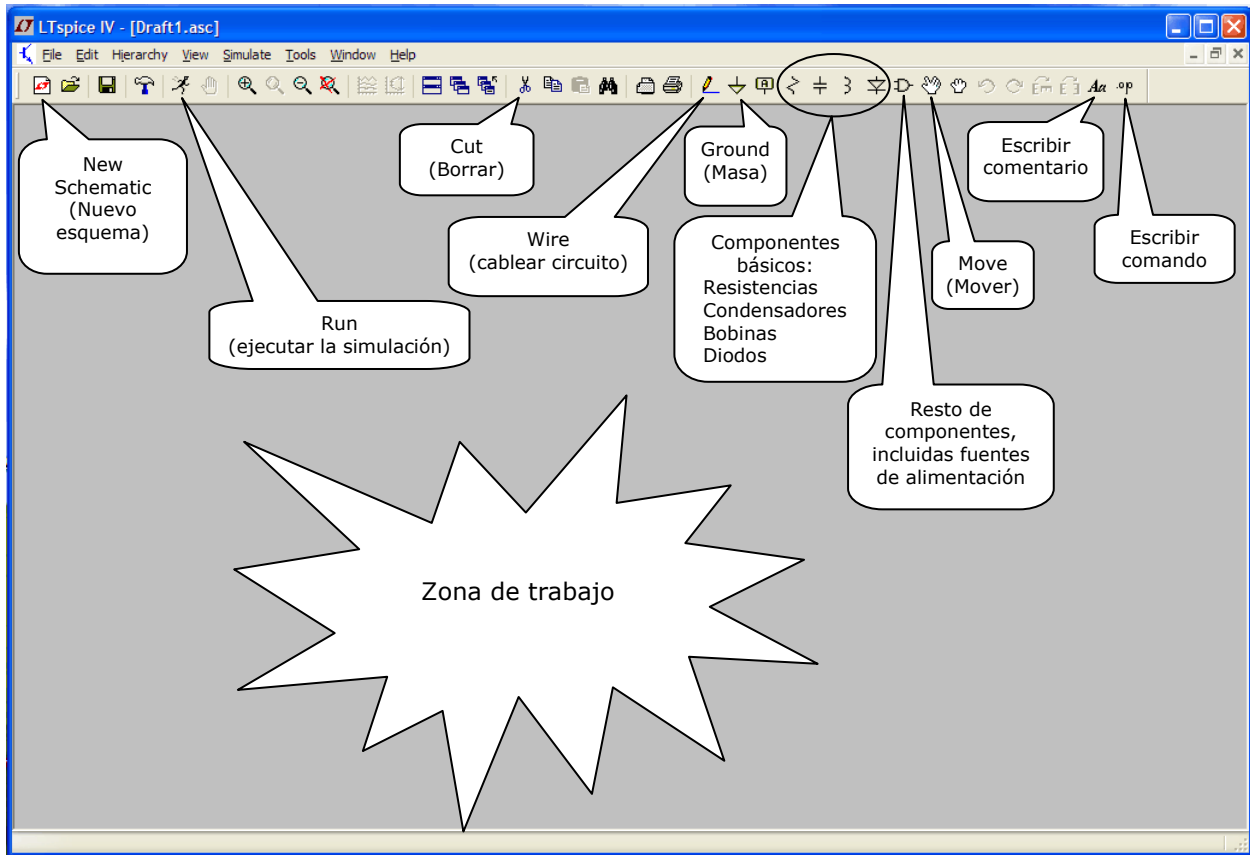 LTspice IV - [Draft1.asc]
File Edit Hierarchy View Simulate Tools Window Help
A Aa .op
New
Schematic
(Nuevo
esquema)
Run
(ejecutar la simulación)
Cut
(Borrar)
Wire
(cablear circuito)
Ground
(Masa)
Componentes
básicos:
Resistencias
Condensadores
Bobinas
Diodos
Resto de
componentes,
incluidas fuentes
de alimentación
Move
(Mover)
Escribir
comentario
Escribir
comando
Zona de trabajo